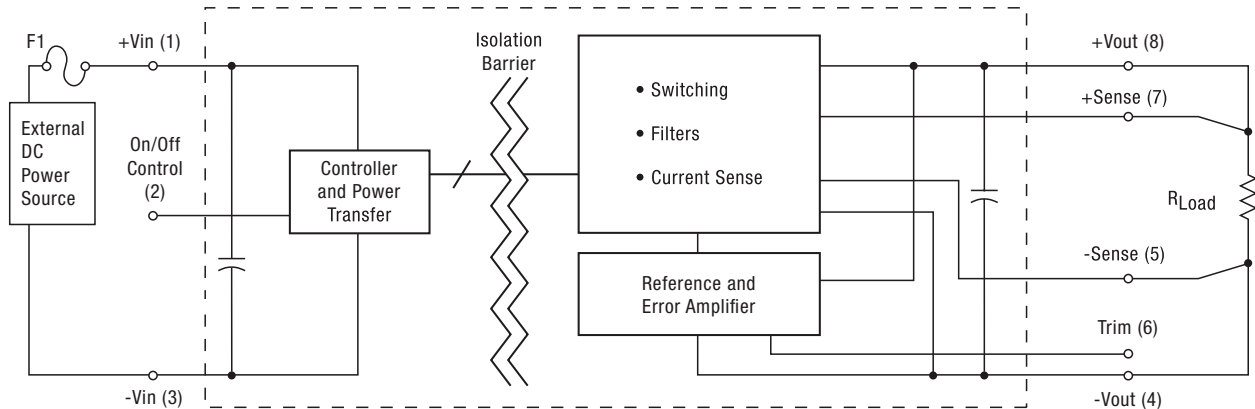 F1
+Vin (1)
External
DC
Power
Source
On/Off
Control
(2)
-Vin (3)
Controller
and Power
Transfer
Isolation
Barrier
• Switching
• Filters
• Current Sense
Reference and
Error Amplifier
+Vout (8)
+Sense (7)
RLoad
-Sense (5)
Trim (6)
-Vout (4)